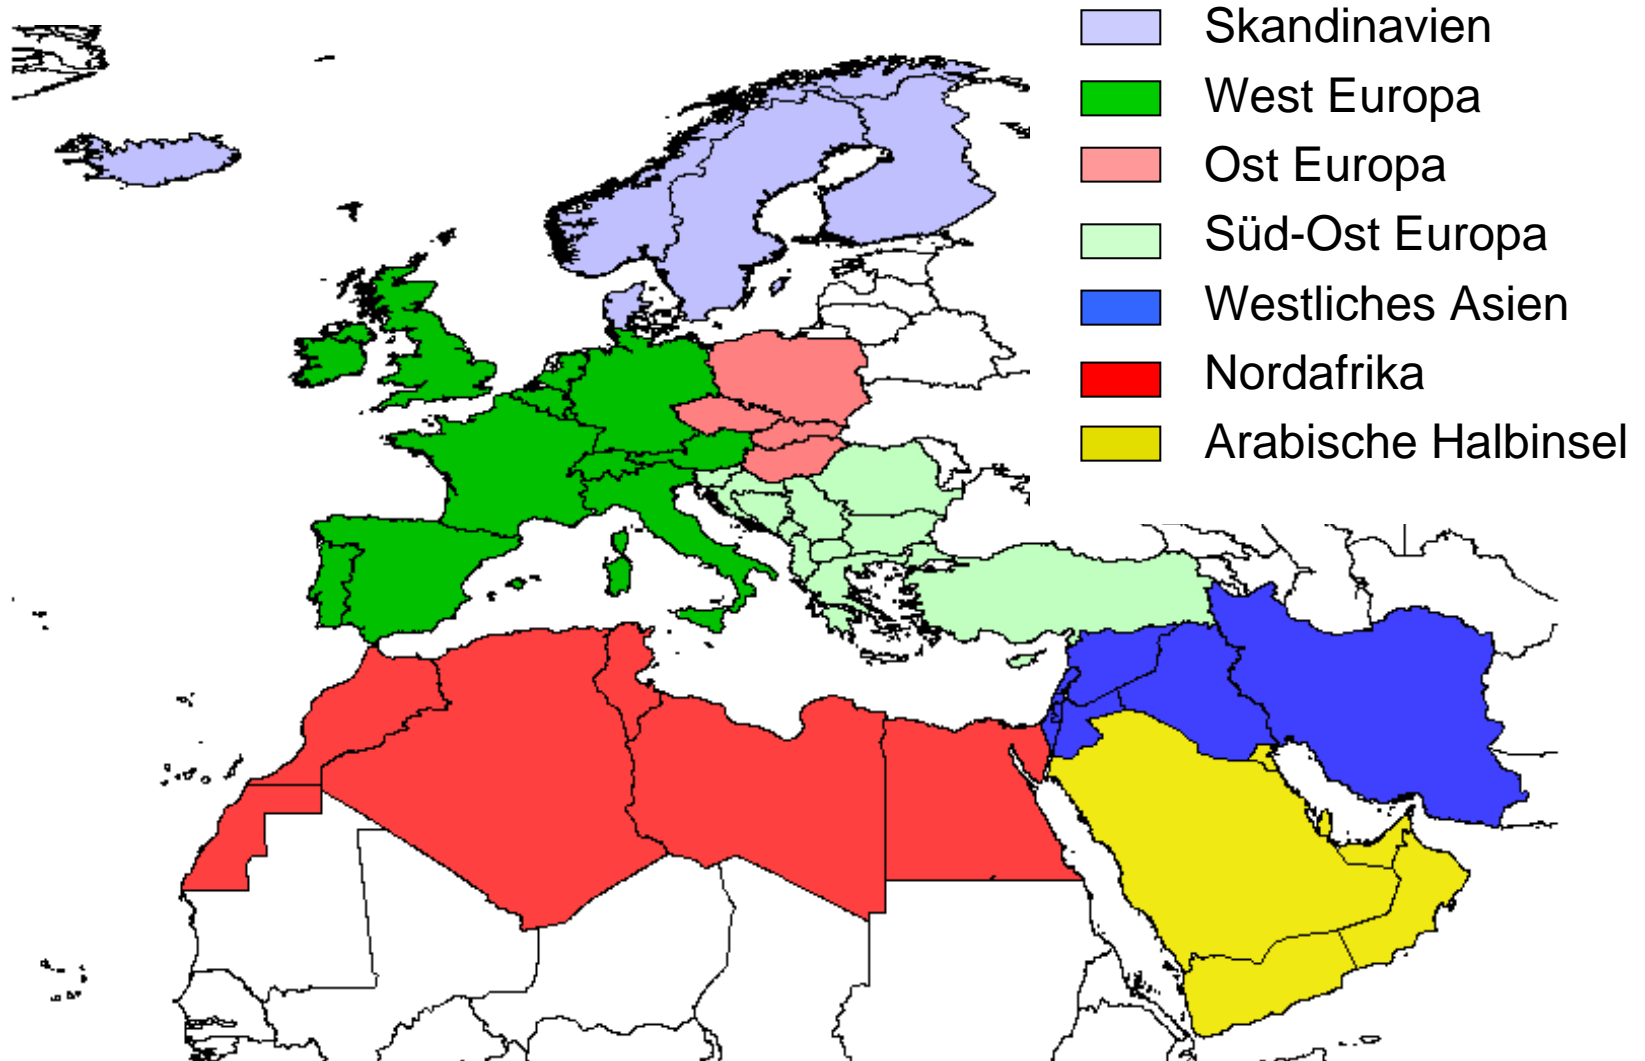 Skandinavien
West Europa
Ost Europa
Süd-Ost Europa
Westliches Asien
Nordafrika
Arabische Halbinsel